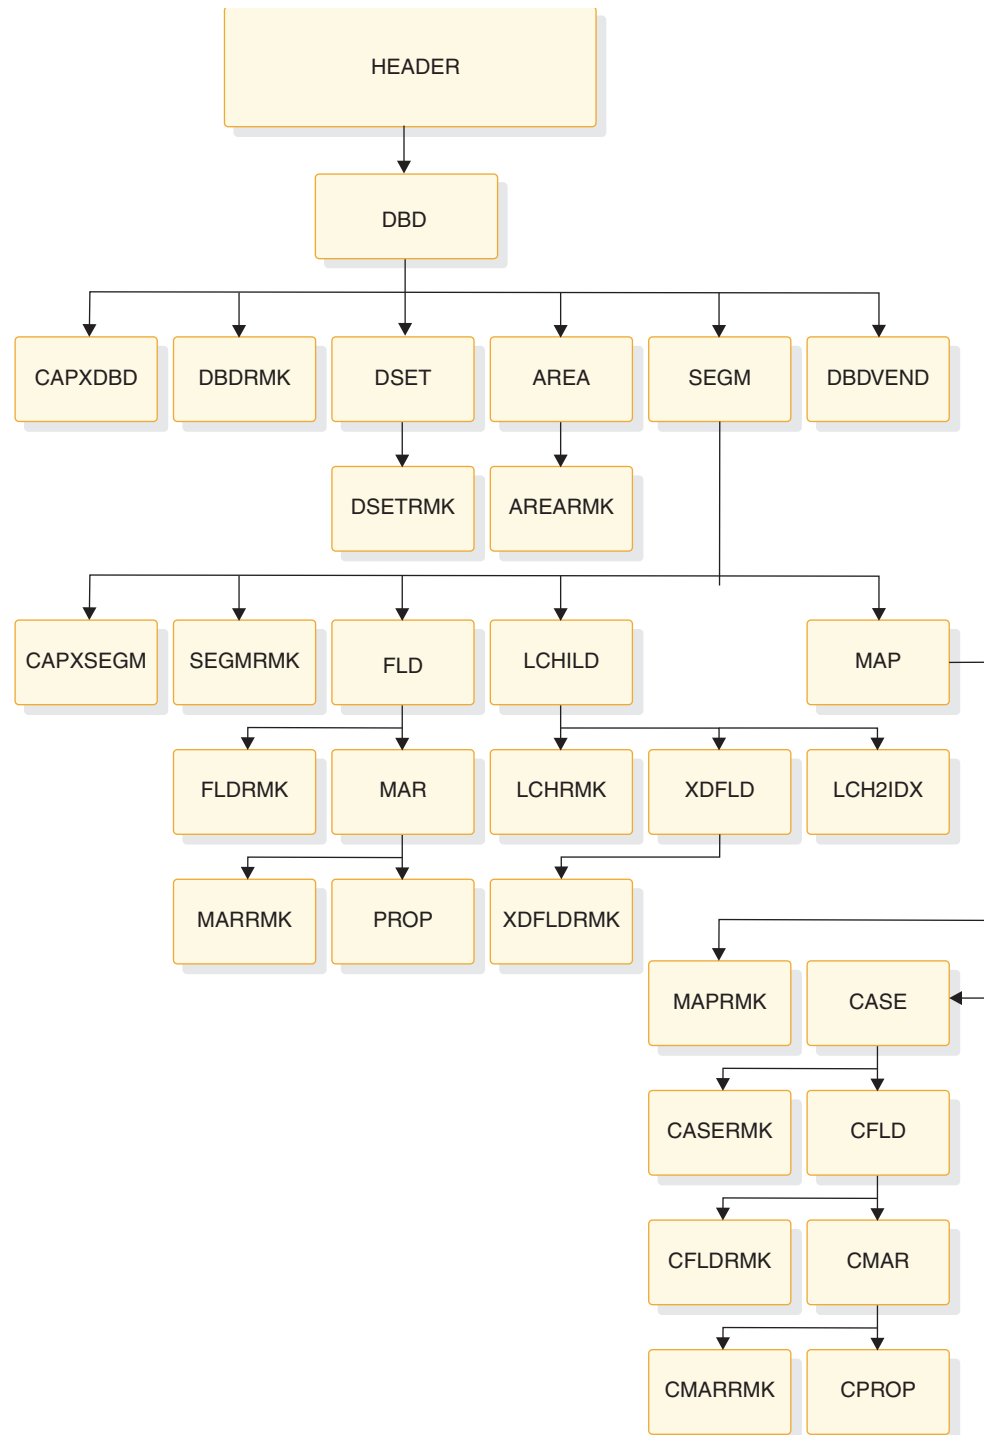 HEADER
DBD
CAPXDBD
DBDRMK
DSET
AREA
SEGM
DBDVEND
DSETRMK
AREARMK
CAPXSEGM
SEGMRMK
FLD
LCHILD
MAP
FLDRMK
MAR
LCHRMK
XDFLD
LCH2IDX
MARRMK
PROP
XDFLDRMK
MAPRMK
CASE
CASERMK
CFLD
CFLDRMK
CMAR
CMARRMK
CPROP